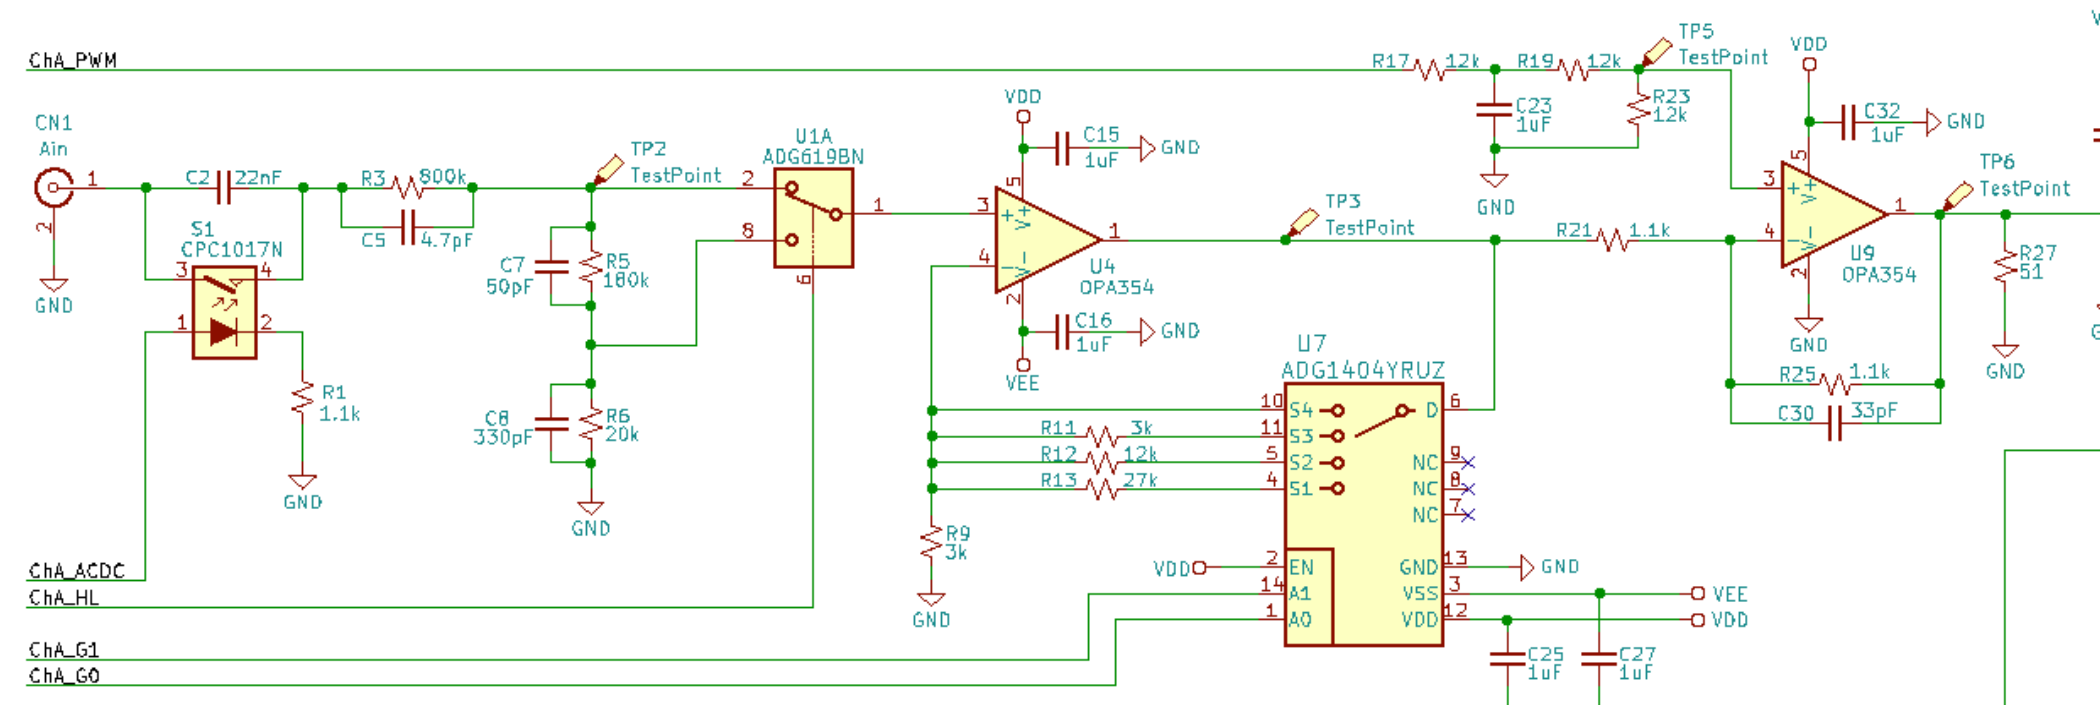 ChA_PWM
R17 12k
R19 12k
TP5
TestPoint
R23
12k
C23
1uF
GND
VDD
C32
1uF
GND
CN1
Ain
1
2
GND
C2 22nF
S1
CPC1017N
3
4
1
2
R1
1.1k
GND
R3 800k
C5 4.7pF
TP2
TestPoint
C7
50pF
R5
180k
C8
330pF
R6
20k
GND
U1A
ADG619BN
2
8
1
6
VDD
C15
1uF
GND
5
3
+
V+
4
−
V−
1
2
U4
OPA354
C16
1uF
GND
VEE
TP3
TestPoint
R21 1.1k
5
3
+
V+
4
−
V−
1
2
U9
OPA354
GND
TP6
TestPoint
R27
51
GND
R25 1.1k
C30 33pF
U7
ADG1404YRUZ
10 S4
D 6
R11 3k 11 S3
R12 12k 5 S2
NC 9
R13 27k 4 S1
NC 8
NC 7
R9
3k
GND
VDD 2 EN
GND 13 GND
14 A1
VSS 3 VEE
1 A0
VDD 12 VDD
C25
1uF
C27
1uF
ChA_ACDC
ChA_HL
ChA_G1
ChA_G0